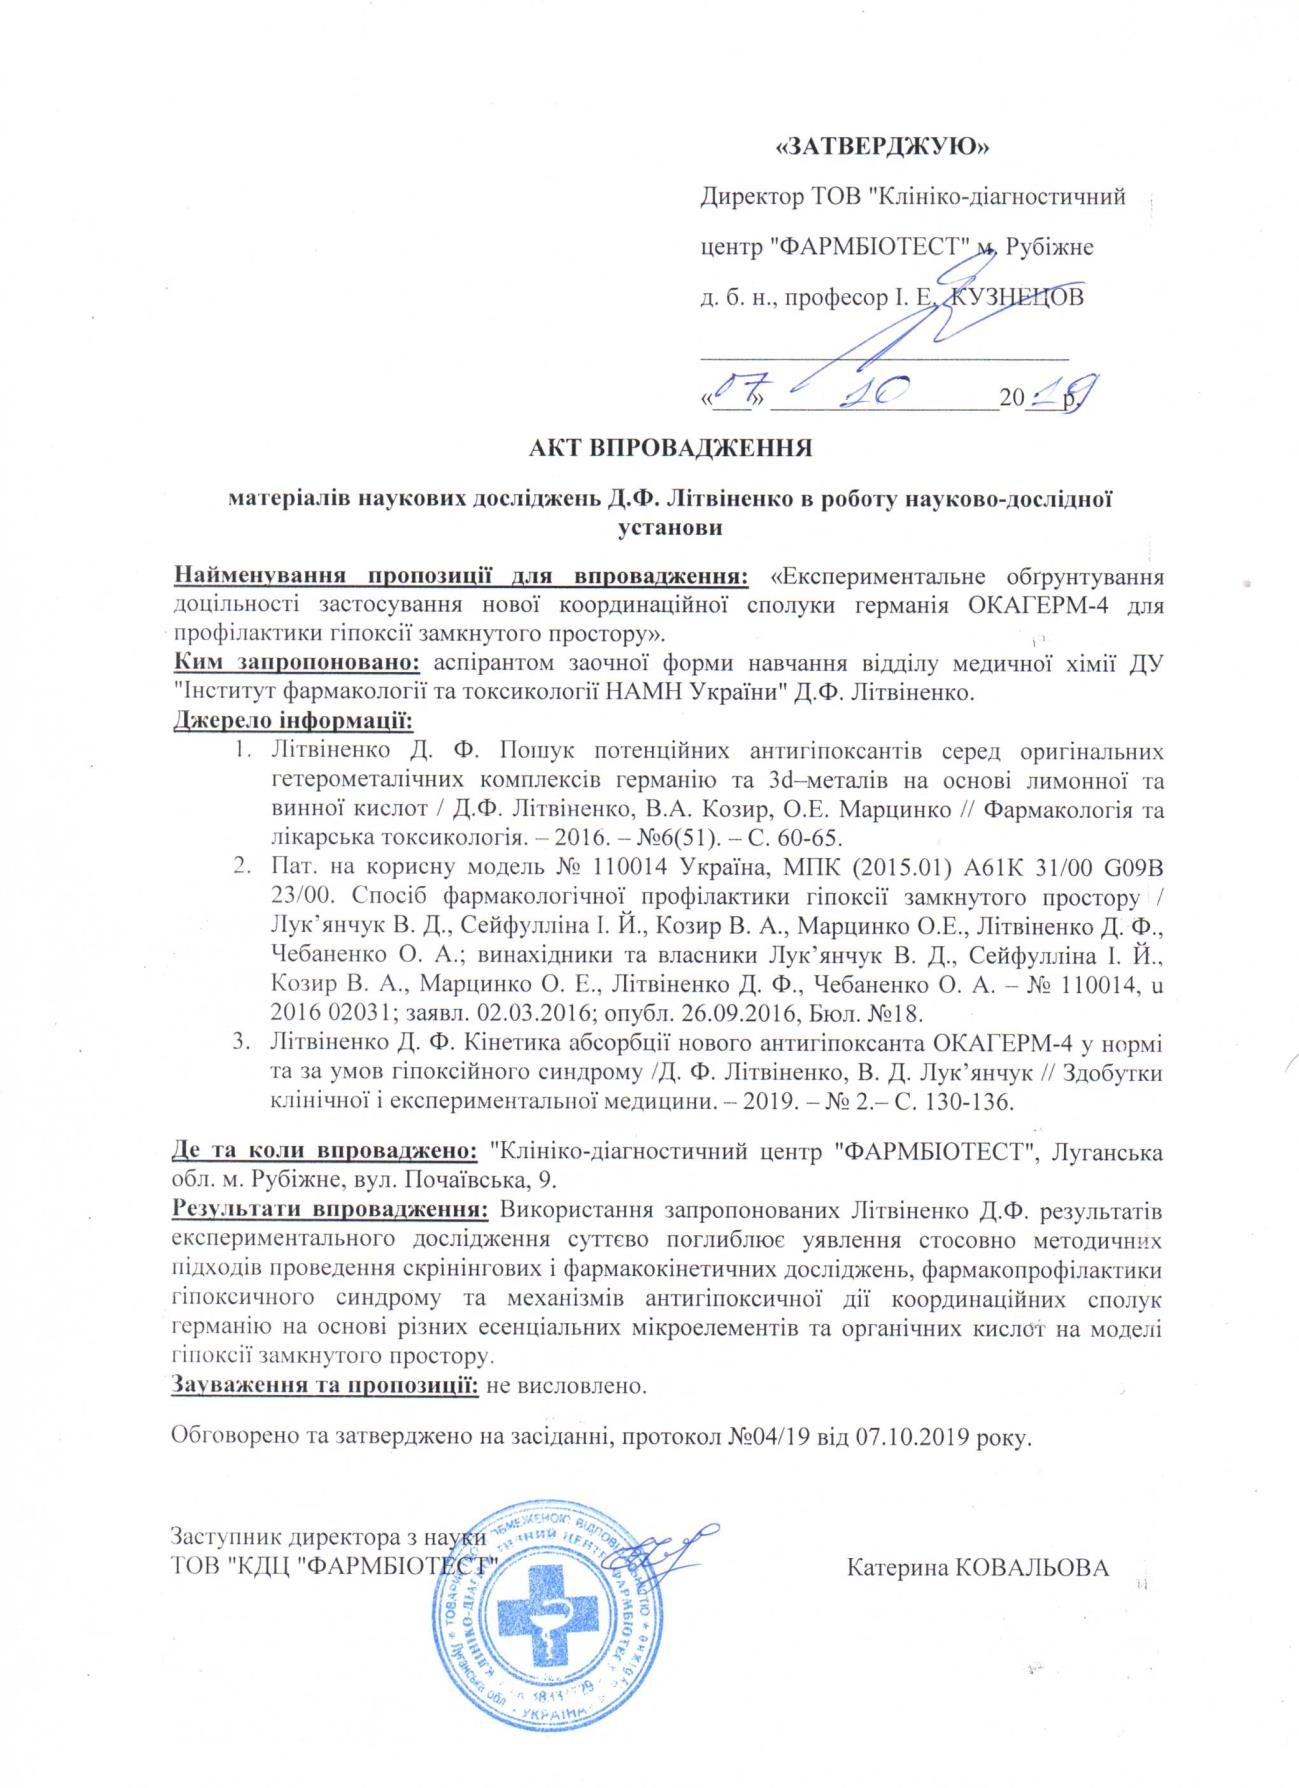 «ЗАТВЕРДЖУЮ»
Директор ТОВ "Клініко-діагностичний
центр "ФАРМБІОТЕСТ" м. Рубіжне
д. б. н., професор І. Е. КУЗНЕЦОВ
«07» 10 2019 р.
АКТ ВПРОВАДЖЕННЯ
матеріалів наукових досліджень Д.Ф. Літвіненко в роботу науково-дослідної
установи
Найменування пропозиції для впровадження: «Експериментальне обґрунтування
доцільності застосування нової координаційної сполуки германія ОКАГЕРМ-4 для
профілактики гіпоксії замкнутого простору».
Ким запропоновано: аспірантом заочної форми навчання відділу медичної хімії ДУ
"Інститут фармакології та токсикології НАМН України" Д.Ф. Літвіненко.
Джерело інформації:
1. Літвіненко Д. Ф. Пошук потенційних антигіпоксантів серед оригінальних
гетерометалічних комплексів германію та 3d–металів на основі лимонної та
винної кислот / Д.Ф. Літвіненко, В.А. Козир, О.Е. Марцинко // Фармакологія та
лікарська токсикологія. – 2016. – №6(51). – С. 60-65.
2. Пат. на корисну модель № 110014 Україна, МПК (2015.01) А61К 31/00 G09B
23/00. Спосіб фармакологічної профілактики гіпоксії замкнутого простору /
Лук’янчук В. Д., Сейфулліна І. Й., Козир В. А., Марцинко О.Е., Літвіненко Д. Ф.,
Чебаненко О. А.; винахідники та власники Лук’янчук В. Д., Сейфулліна І. Й.,
Козир В. А., Марцинко О. Е., Літвіненко Д. Ф., Чебаненко О. А. – № 110014, u
2016 02031; заявл. 02.03.2016; опубл. 26.09.2016, Бюл. №18.
3. Літвіненко Д. Ф. Кінетика абсорбції нового антигіпоксанта ОКАГЕРМ-4 у нормі
та за умов гіпоксійного синдрому /Д. Ф. Літвіненко, В. Д. Лук’янчук // Здобутки
клінічної і експериментальної медицини. – 2019. – № 2.– С. 130-136.
Де та коли впроваджено: "Клініко-діагностичний центр "ФАРМБІОТЕСТ", Луганська
обл. м. Рубіжне, вул. Почаївська, 9.
Результати впровадження: Використання запропонованих Літвіненко Д.Ф. результатів
експериментального дослідження суттєво поглиблює уявлення стосовно методичних
підходів проведення скрінінгових і фармакокінетичних досліджень, фармакопрофілактики
гіпоксичного синдрому та механізмів антигіпоксичної дії координаційних сполук
германію на основі різних есенціальних мікроелементів та органічних кислот на моделі
гіпоксії замкнутого простору.
Зауваження та пропозиції: не висловлено.
Обговорено та затверджено на засіданні, протокол №04/19 від 07.10.2019 року.
Заступник директора з науки
ТОВ "КДЦ "ФАРМБІОТЕСТ" Катерина КОВАЛЬОВА
Луганська обл УКРАЇНА